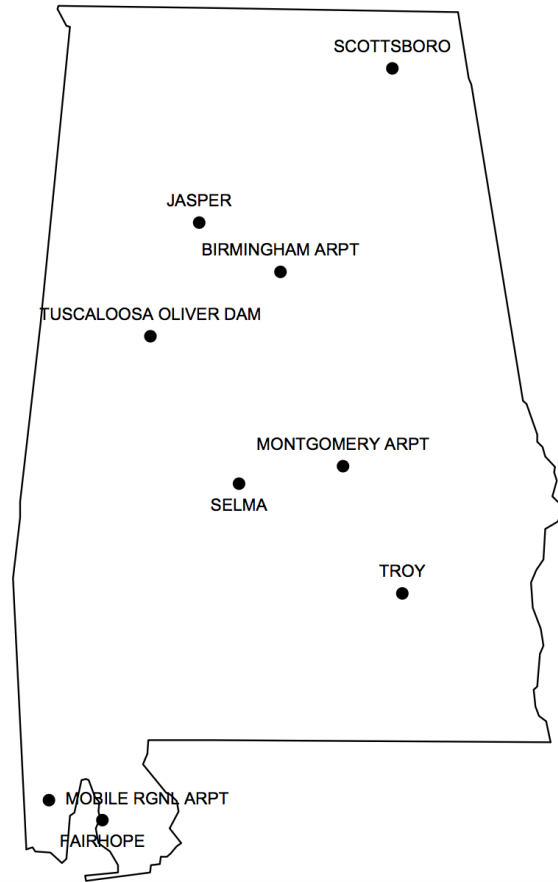 SCOTTSBORO
JASPER
BIRMINGHAM ARPT
TUSCALOOSA OLIVER DAM
MONTGOMERY ARPT
SELMA
TROY
MOBILE RGNL ARPT
FAIRHOPE